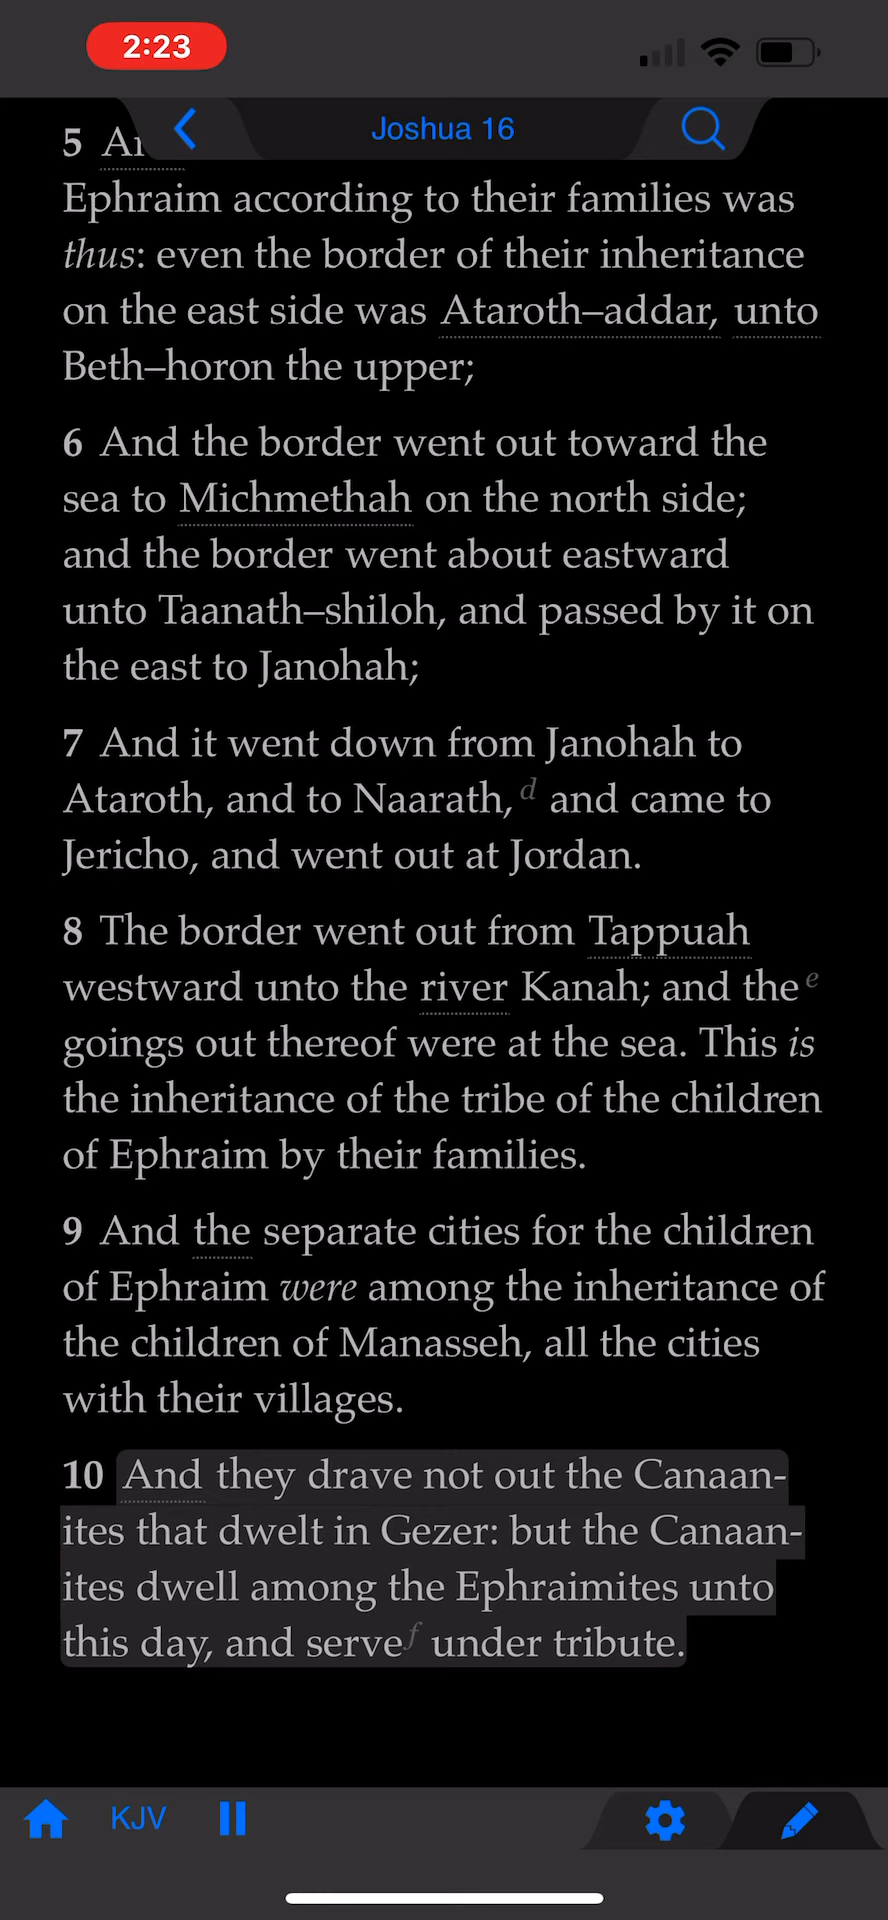 2:23
Joshua 16
5
Ephraim according to their families was
thus: even the border of their inheritance
on the east side was Ataroth–addar, unto
Beth–horon the upper;
6 And the border went out toward the
sea to Michmethah on the north side;
and the border went about eastward
unto Taanath–shiloh, and passed by it on
the east to Janohah;
7 And it went down from Janohah to
Ataroth, and to Naarath, d and came to
Jericho, and went out at Jordan.
8 The border went out from Tappuah
westward unto the river Kanah; and the e
goings out thereof were at the sea. This is
the inheritance of the tribe of the children
of Ephraim by their families.
9 And the separate cities for the children
of Ephraim were among the inheritance of
the children of Manasseh, all the cities
with their villages.
10 And they drave not out the Canaan-
ites that dwelt in Gezer: but the Canaan-
ites dwell among the Ephraimites unto
this day, and serve f under tribute.
KJV